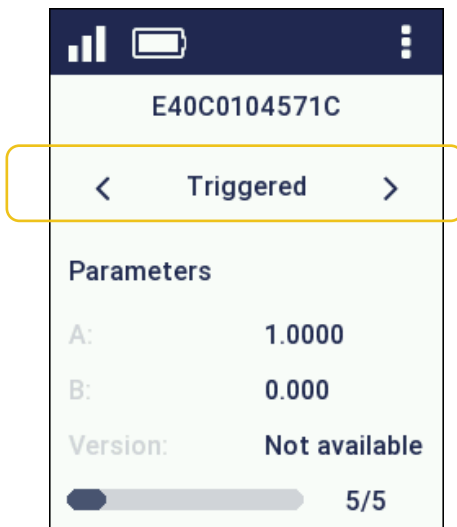 E40C0104571C
< Triggered >
Parameters
A: 1.0000
B: 0.000
Version: Not available
5/5